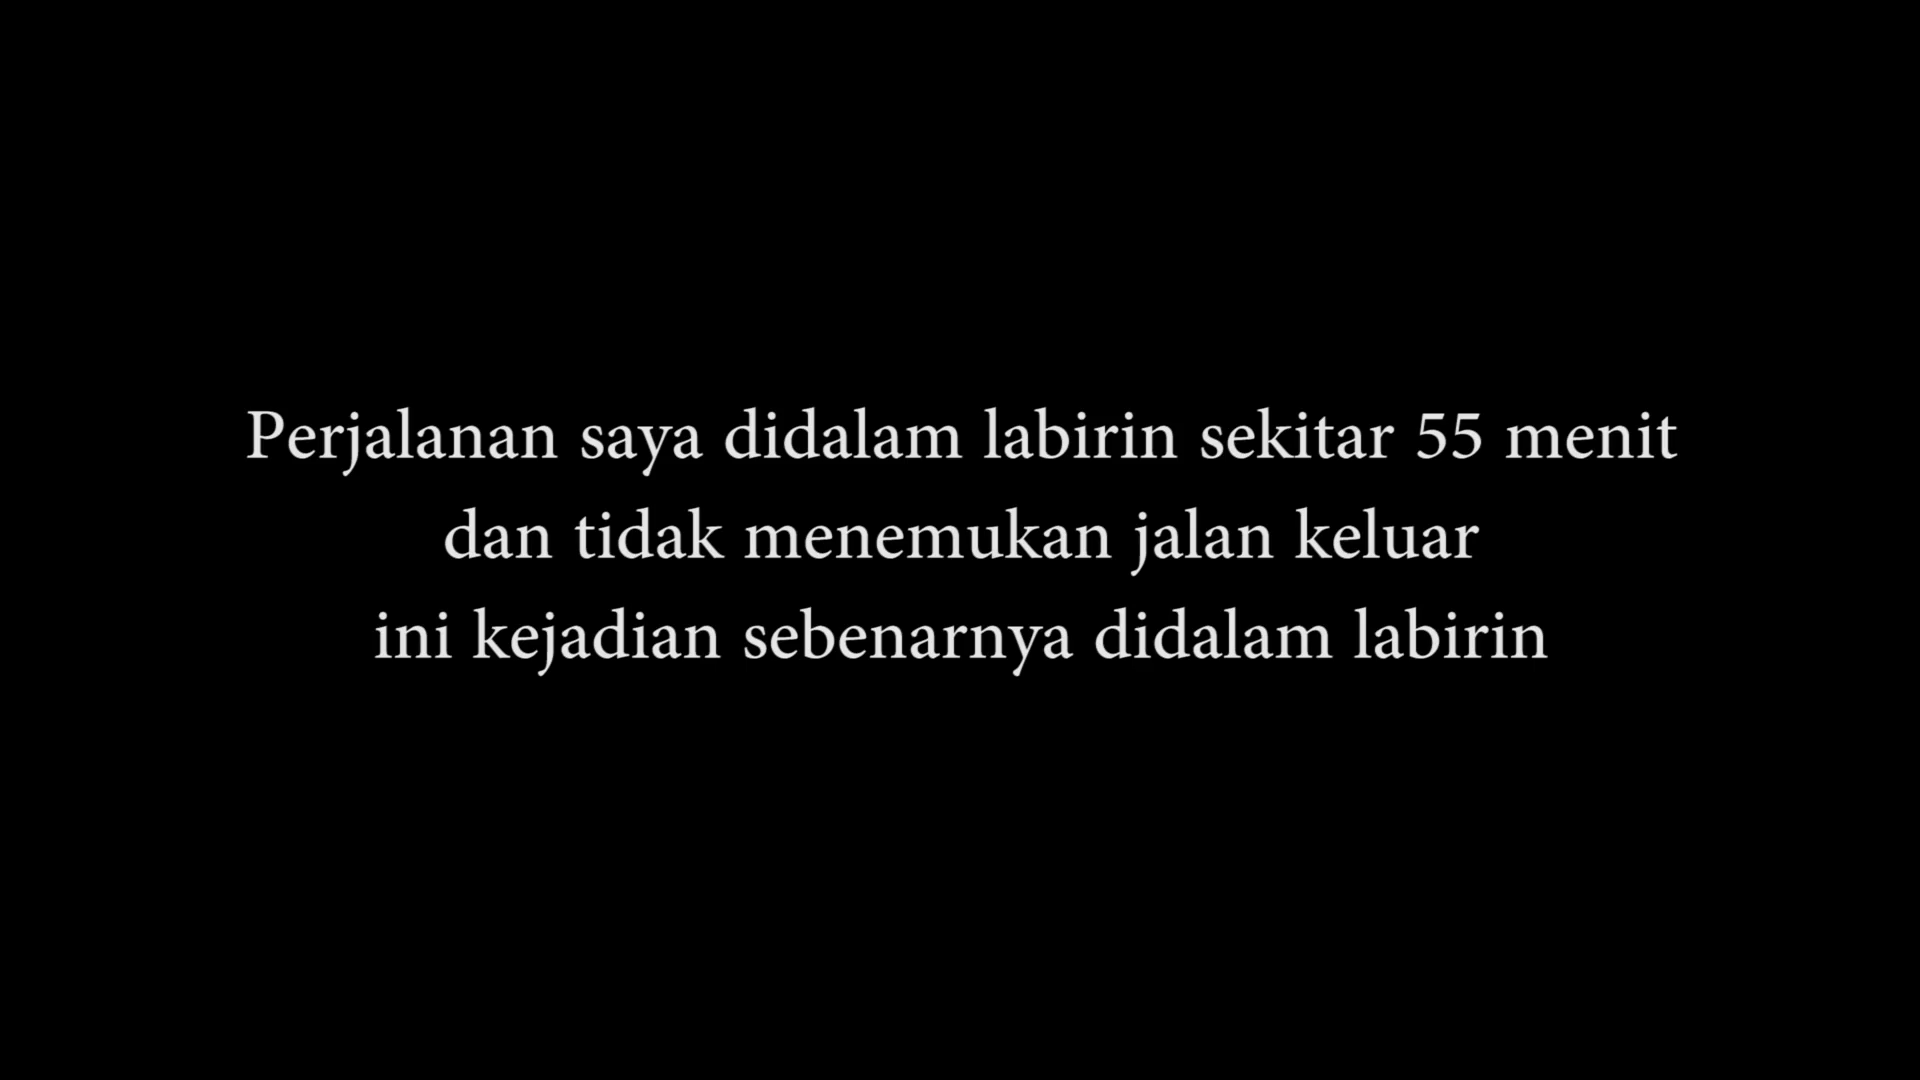 Perjalanan saya didalam labirin sekitar 55 menit
dan tidak menemukan jalan keluar
ini kejadian sebenarnya didalam labirin